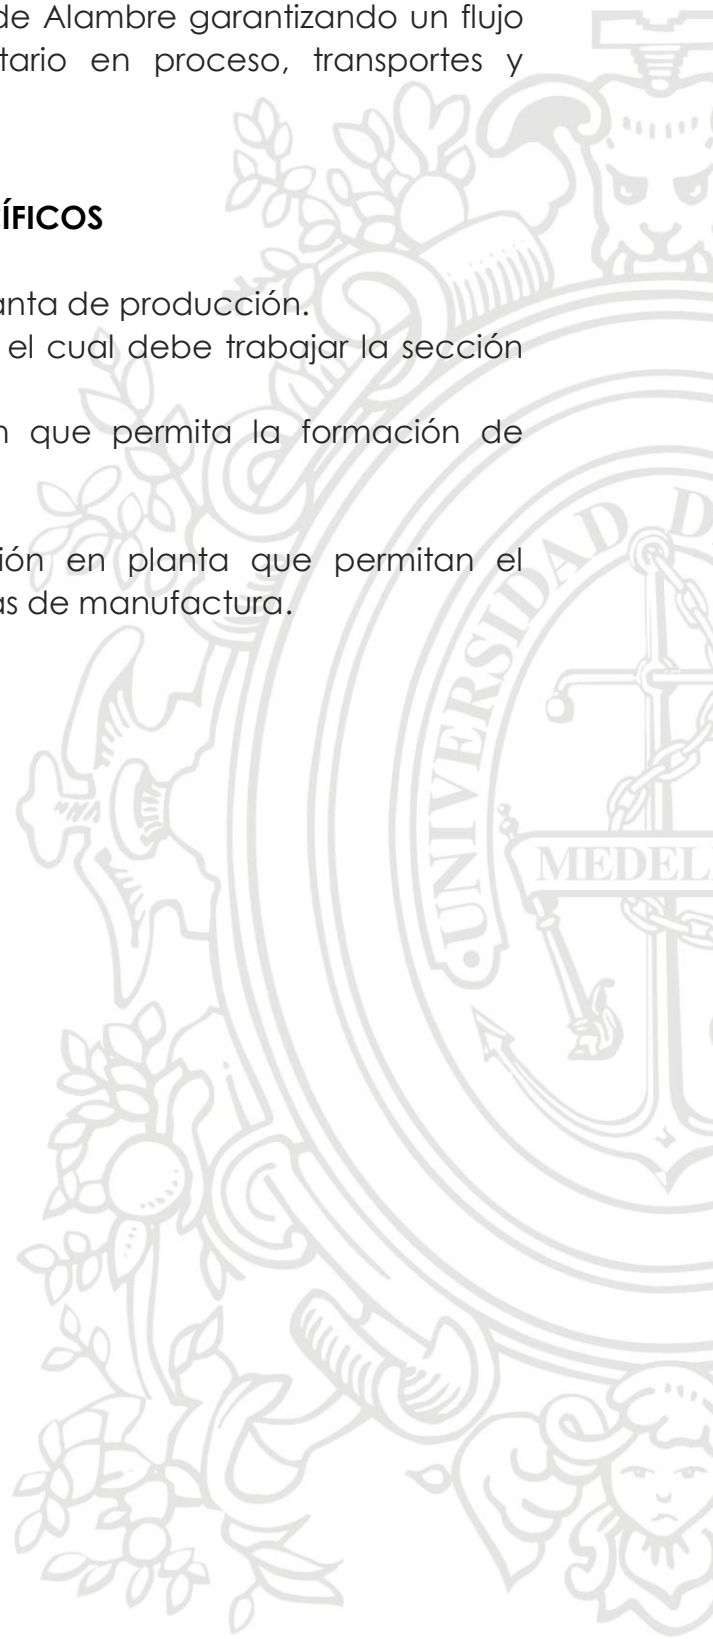 de Alambre garantizando un flujo
tario en proceso, transportes y
ÍFICOS
anta de producción.
el cual debe trabajar la sección
n que permita la formación de
ión en planta que permitan el
as de manufactura.
UNIVERSIDAD D
MEDEL